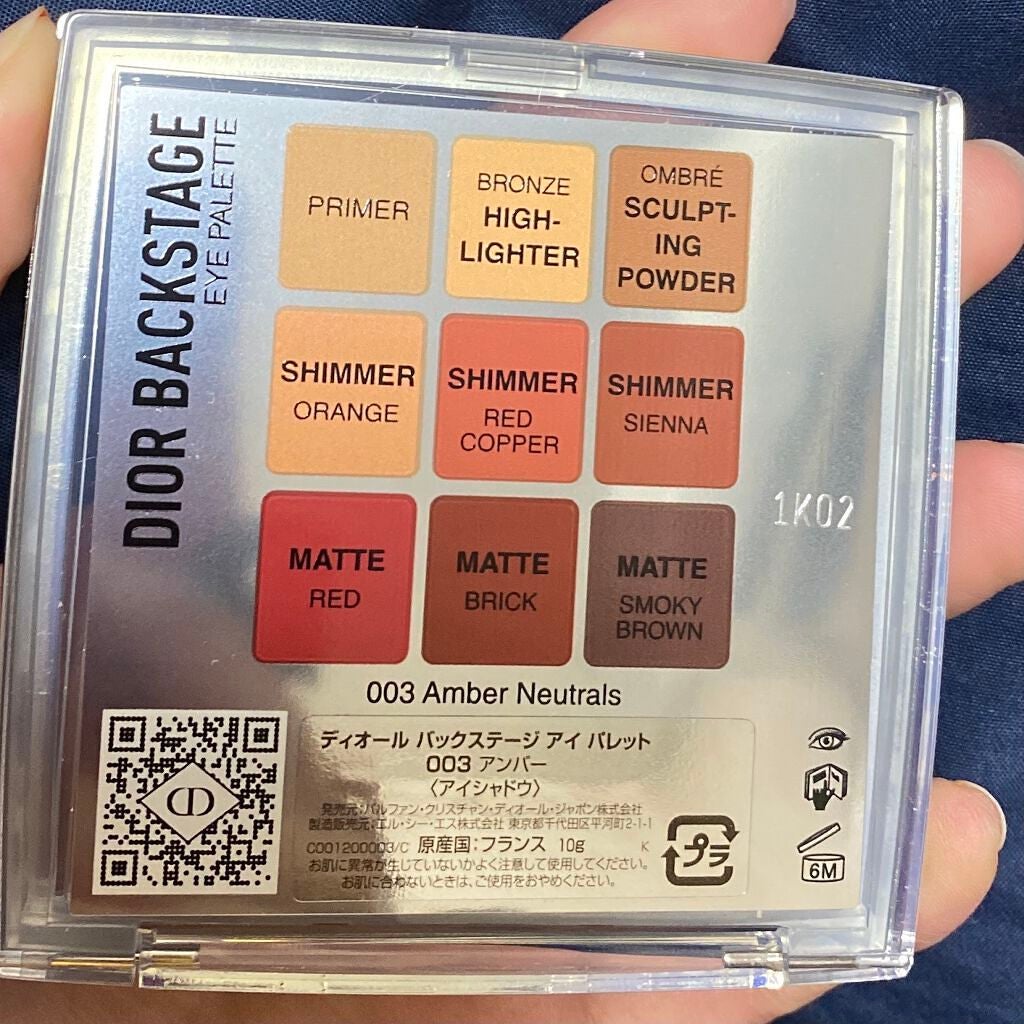 DIOR BACKSTAGE
EYE PALETTE
PRIMER
BRONZE
HIGH-
LIGHTER
OMBRÉ
SCULPT-
ING
POWDER
SHIMMER
ORANGE
SHIMMER
RED
COPPER
SHIMMER
SIENNA
MATTE
RED
MATTE
BRICK
MATTE
SMOKY
BROWN
1K02
003 Amber Neutrals
ディオール バックステージ アイ パレット
003 アンバー
〈アイシャドウ〉
発売元:パルファン・クリスチャン・ディオール・ジャポン株式会社
製造販売元:エル・シー・エス株式会社 東京都千代田区平河町2-1-1
C001200003/C 原産国:フランス 10g K
お肌に異常が生じていないかよく注意して使用してください。
お肌に合わないときは、ご使用をおやめください。
プラ
CD
6M